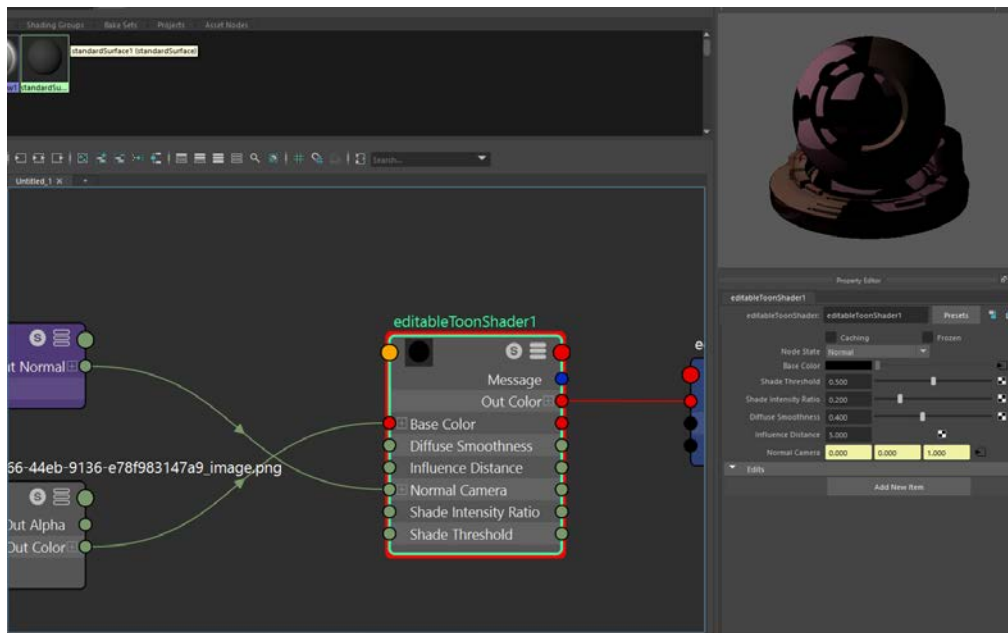 Shading Groups Bake Sets Projects Asset Nodes
standardSurface1 (standardSurface)
standardSu...
Search...
Untitled_1 X +
Property Editor
editableToonShader1
editableToonShader: editableToonShader1 Presets
Caching Frozen
Node State Normal
Base Color
Shade Threshold 0.500
Shade Intensity Ratio 0.200
Diffuse Smoothness 0.400
Influence Distance 5.000
Normal Camera 0.000 0.000 1.000
Edits
Add New Item
editableToonShader1
S
Message
Out Color
Base Color
Diffuse Smoothness
Influence Distance
Normal Camera
Shade Intensity Ratio
Shade Threshold
S
t Normal
66-44eb-9136-e78f983147a9_image.png
S
Out Alpha
Out Color